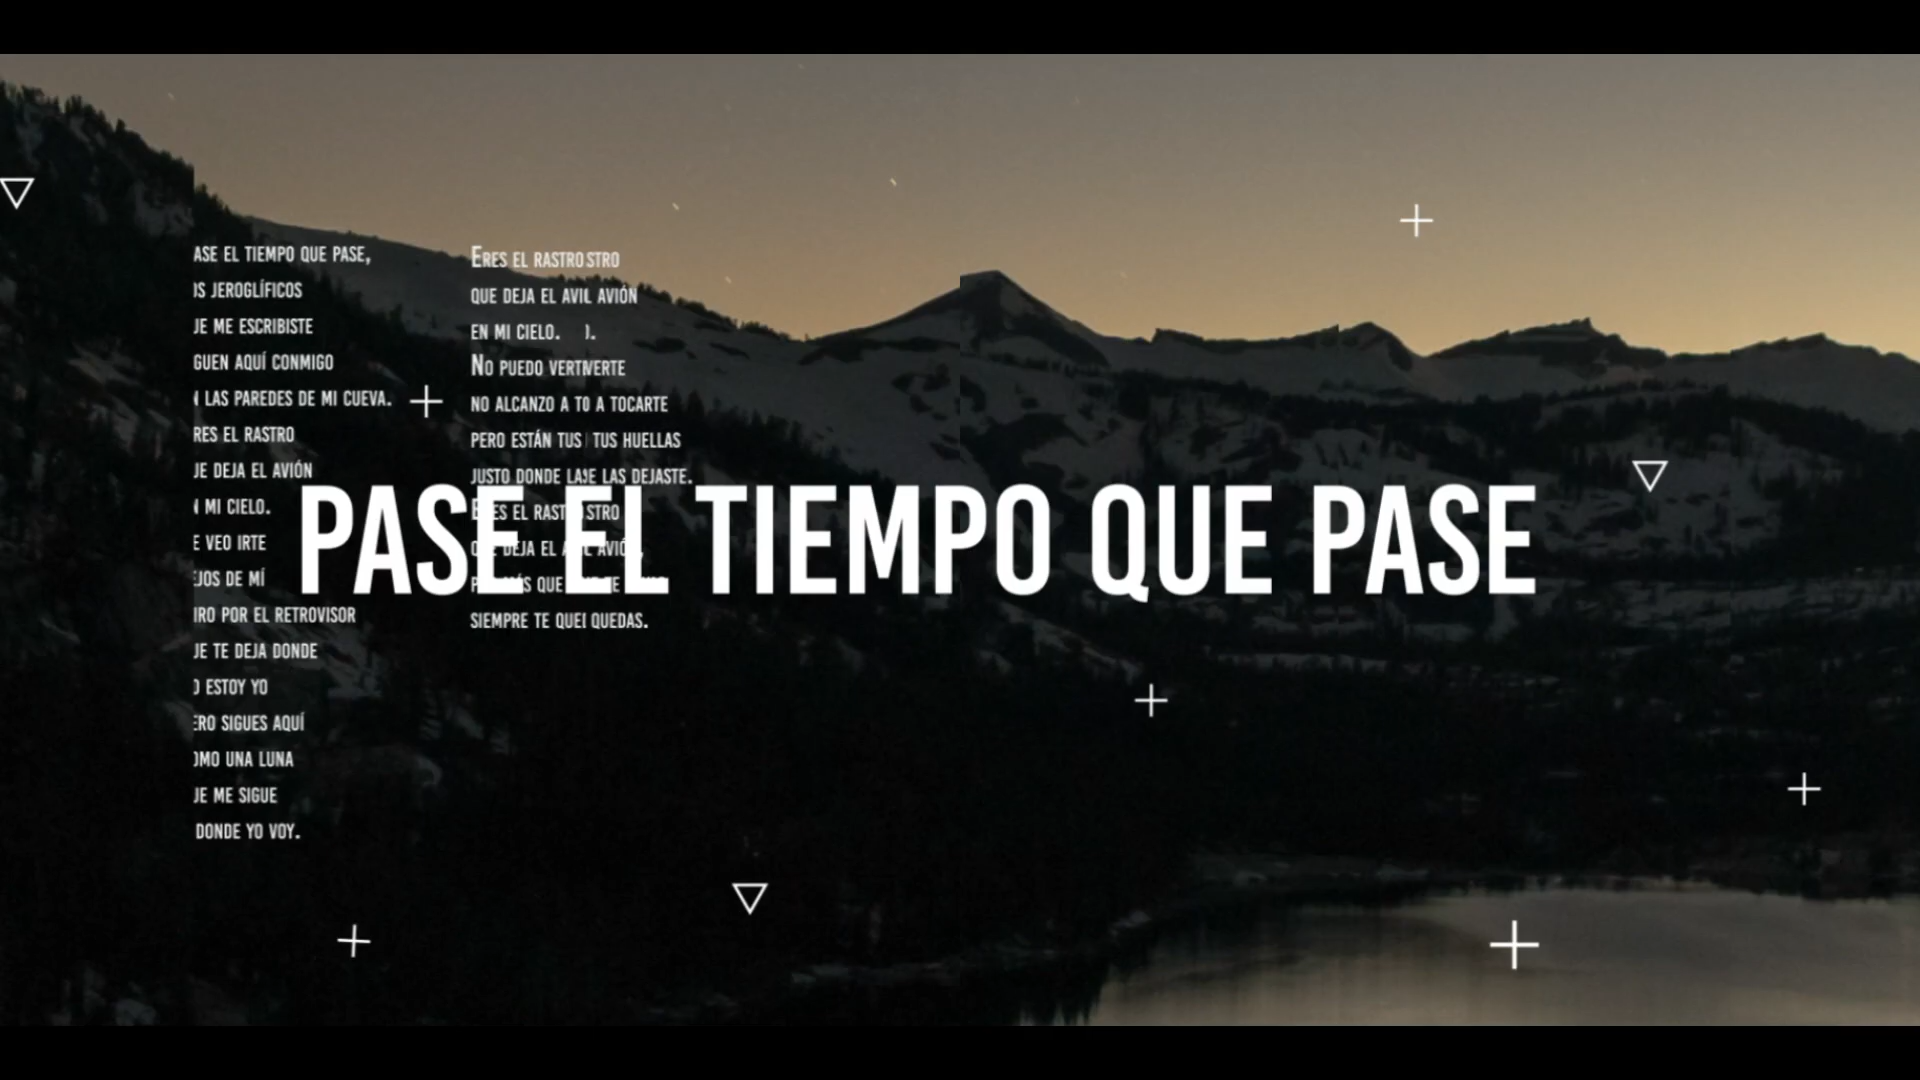 ASE EL TIEMPO QUE PASE,
JEROGLÍFICOS
ME ESCRIBISTE
GUEN AQUÍ CONMIGO
LAS PAREDES DE MI CUEVA.
RES EL RASTRO
DEJA EL AVIÓN
MI CIELO.
VEO IRTE
JOS DE MÍ
IRO POR EL RETROVISOR
TE DEJA DONDE
ESTOY YO
ERO SIGUES AQUÍ
OMO UNA LUNA
ME SIGUE
DONDE YO VOY.
ERES EL RASTRO STRO
QUE DEJA EL AVIÓN
EN MI CIELO.
NO PUEDO VERTE
NO ALCANZO A TO A TOCARTE
PERO ESTÁN TUS TUS HUELLAS
JUSTO DONDE LAS DEJASTE.
SIEMPRE TE QUEDAS.
PASE EL TIEMPO QUE PASE